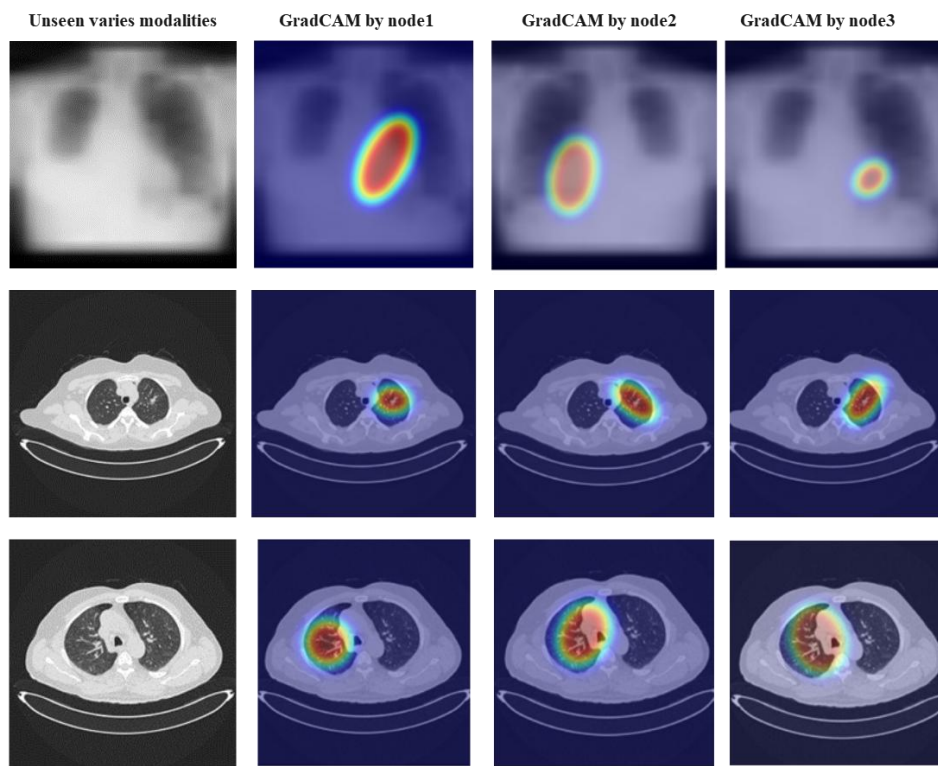 Unseen varies modalities
GradCAM by node1
GradCAM by node2
GradCAM by node3